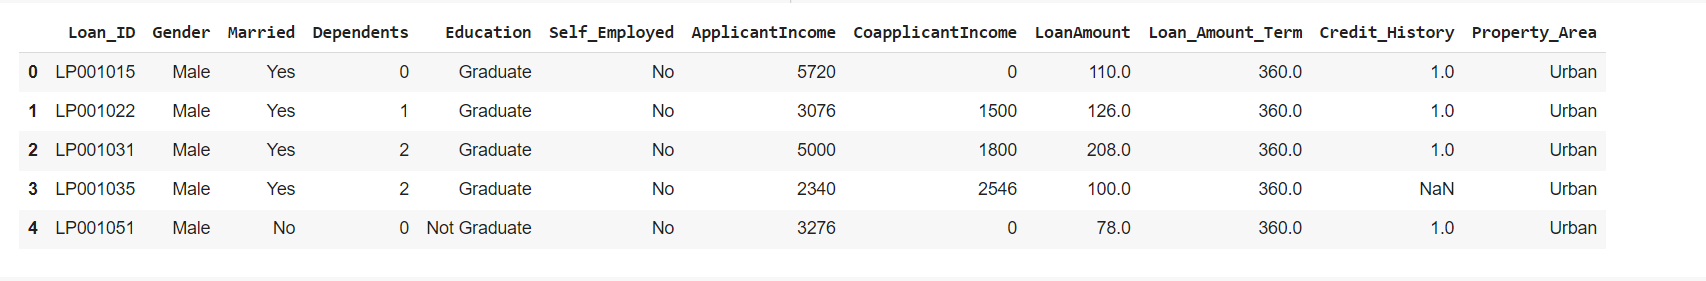 Loan_ID Gender Married Dependents Education Self_Employed ApplicantIncome CoapplicantIncome LoanAmount Loan_Amount_Term Credit_History Property_Area
0 LP001015 Male Yes 0 Graduate No 5720 0 110.0 360.0 1.0 Urban
1 LP001022 Male Yes 1 Graduate No 3076 1500 126.0 360.0 1.0 Urban
2 LP001031 Male Yes 2 Graduate No 5000 1800 208.0 360.0 1.0 Urban
3 LP001035 Male Yes 2 Graduate No 2340 2546 100.0 360.0 NaN Urban
4 LP001051 Male No 0 Not Graduate No 3276 0 78.0 360.0 1.0 Urban